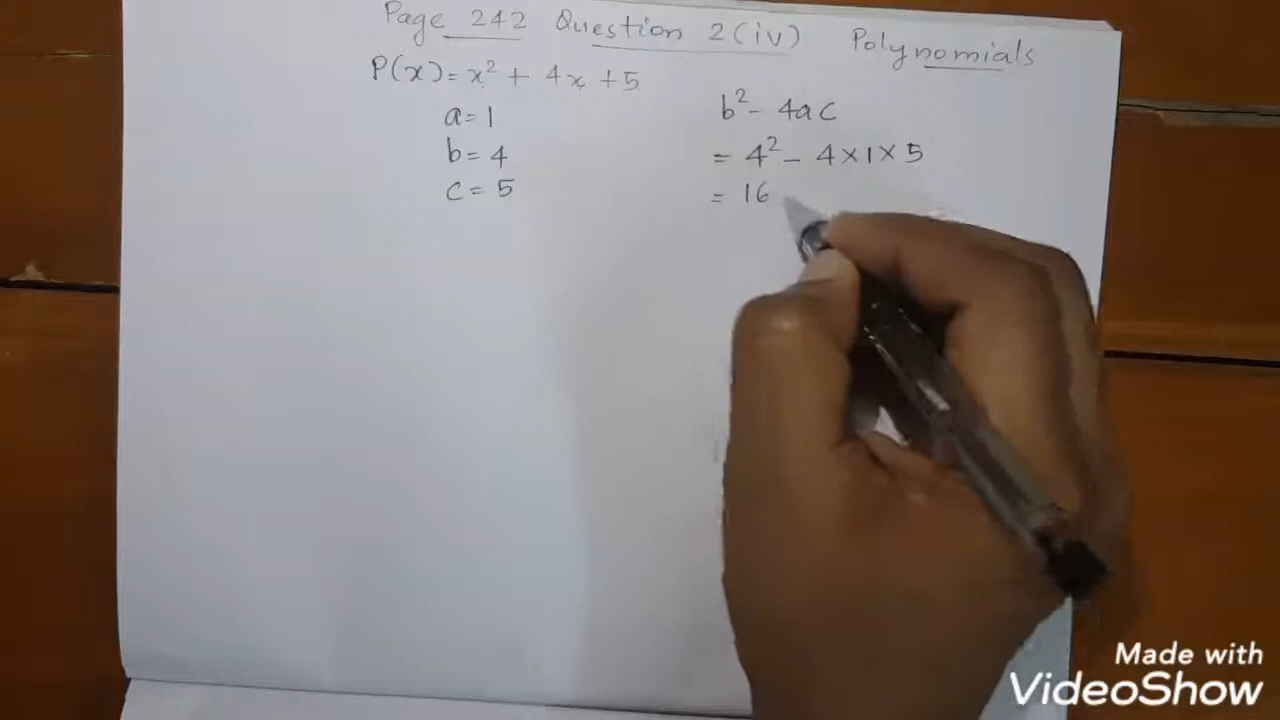 Page 242 Question 2(iv) Polynomials
P(x) = x² + 4x + 5
a = 1
b = 4
c = 5
b² - 4ac
= 4² - 4×1×5
= 16
Made with
VideoShow